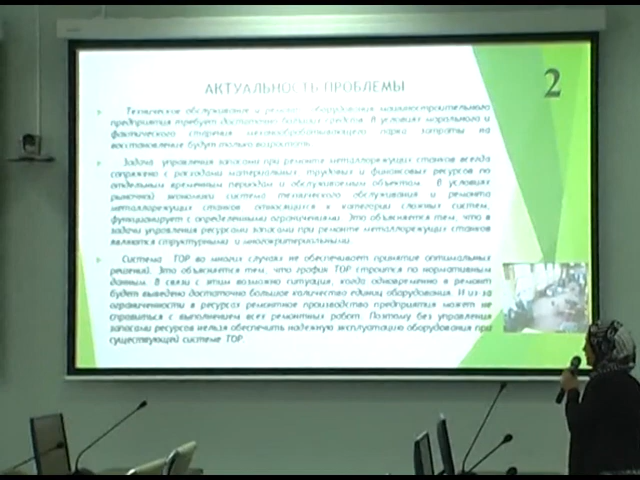 АКТУАЛЬНОСТЬ ПРОБЛЕМЫ
2
Техническое обслуживание и ремонт оборудования машиностроительного
предприятия требует достаточно больших средств. В условиях морального и
фактического старения механообрабатывающего парка затраты на
восстановление будут только возрастать.
Задача управления запасами при ремонте металлорежущих станков всегда
сопряжена с расходами материальных, трудовых и финансовых ресурсов по
отдельным временным периодам и обслуживаемым объектам. В условиях
рыночной экономики система технического обслуживания и ремонта
металлорежущих станков относящихся к категории сложных систем,
функционирует с определенными ограничениями. Это объясняется тем, что в
задачи управления ресурсами запасами при ремонте металлорежущих станков
являются структурными и многокритериальными.
Система ТОР во многих случаях не обеспечивает принятие оптимальных
решений. Это объясняется тем, что график ТОР строится по нормативным
данным. В связи с этим возможна ситуация, когда одновременно в ремонт
будет выведено достаточно большое количество единиц оборудования. И из за
ограниченности в ресурсах ремонтное производство предприятия может не
справиться с выполнением всех ремонтных работ. Поэтому без управления
запасами ресурсов нельзя обеспечить надежную эксплуатацию оборудования при
существующей системе ТОР.